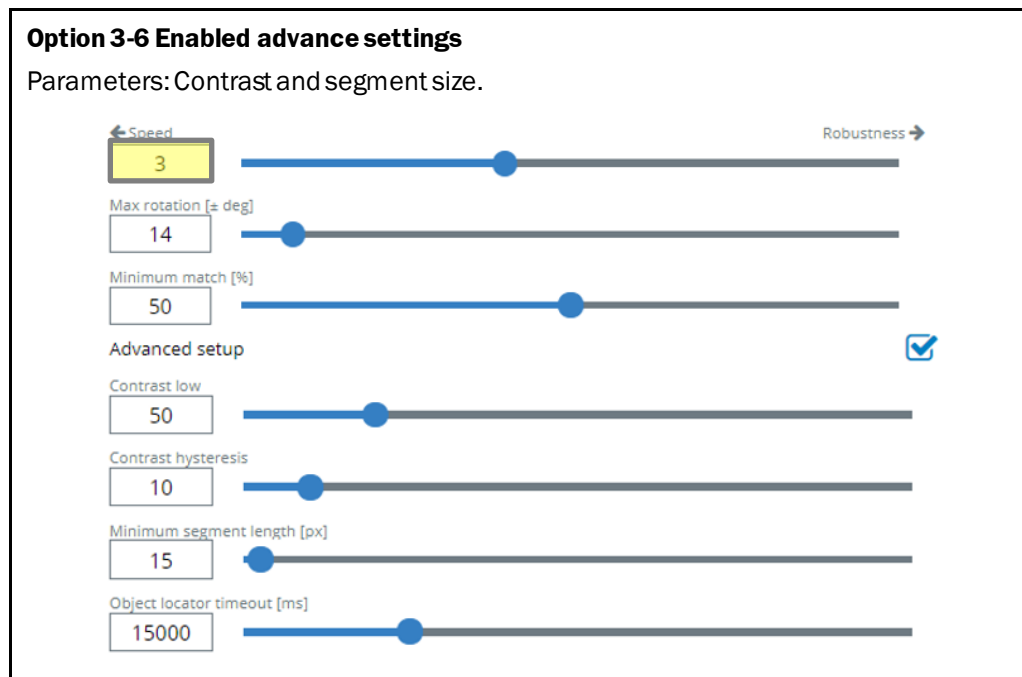 Option 3-6 Enabled advance settings
Parameters: Contrast and segment size.
← Speed Robustness →
3
Max rotation [± deg]
14
Minimum match [%]
50
Advanced setup
Contrast low
50
Contrast hysteresis
10
Minimum segment length [px]
15
Object locator timeout [ms]
15000